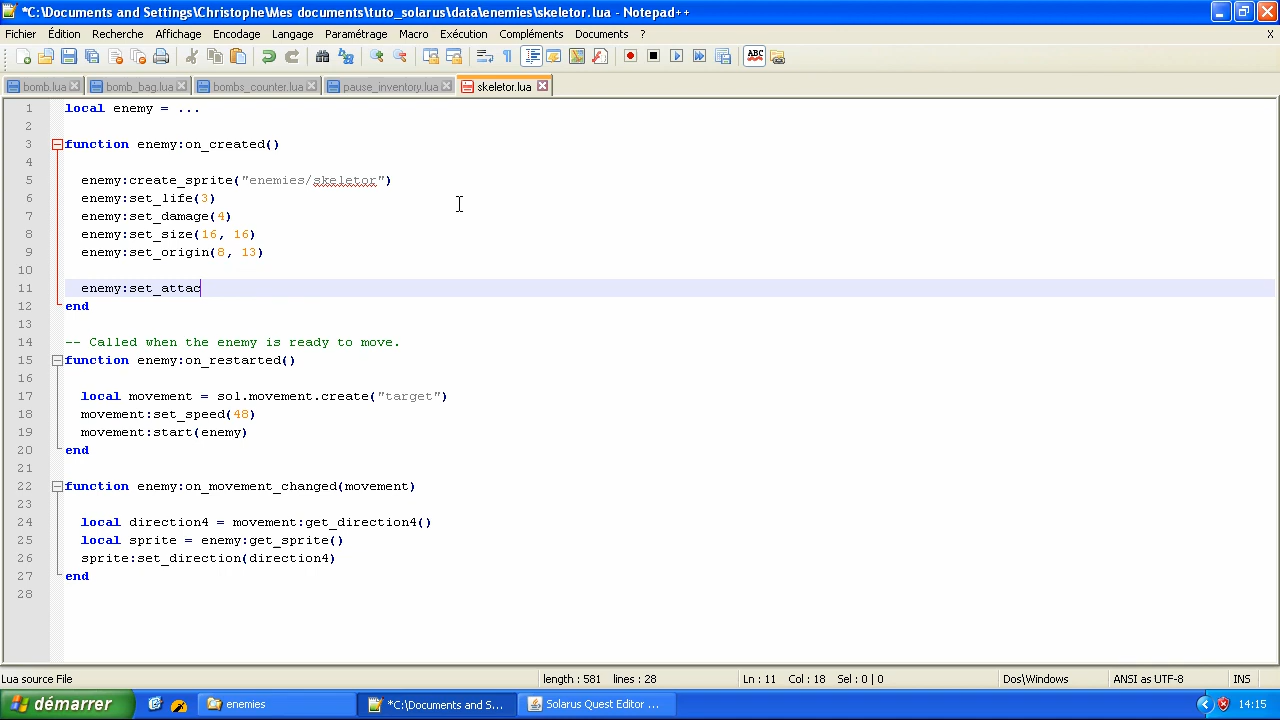 *C:\Documents and Settings\Christophe\Mes documents\tuto_solarus\data\enemies\skeletor.lua - Notepad++
Fichier Édition Recherche Affichage Encodage Langage Paramétrage Macro Exécution Compléments Documents ? X
bomb.lua bomb_bag.lua bombs_counter.lua pause_inventory.lua skeletor.lua
1 local enemy = ...
2
3 function enemy:on_created()
4
5 enemy:create_sprite("enemies/skeletor")
6 enemy:set_life(3)
7 enemy:set_damage(4)
8 enemy:set_size(16, 16)
9 enemy:set_origin(8, 13)
10
11 enemy:set_attac
12 end
13
14 -- Called when the enemy is ready to move.
15 function enemy:on_restarted()
16
17 local movement = sol.movement.create("target")
18 movement:set_speed(48)
19 movement:start(enemy)
20 end
21
22 function enemy:on_movement_changed(movement)
23
24 local direction4 = movement:get_direction4()
25 local sprite = enemy:get_sprite()
26 sprite:set_direction(direction4)
27 end
28
Lua source File length : 581 lines : 28 Ln : 11 Col : 18 Sel : 0 | 0 Dos\Windows ANSI as UTF-8 INS
démarrer enemies *C:\Documents and S... Solarus Quest Editor ... 14:15